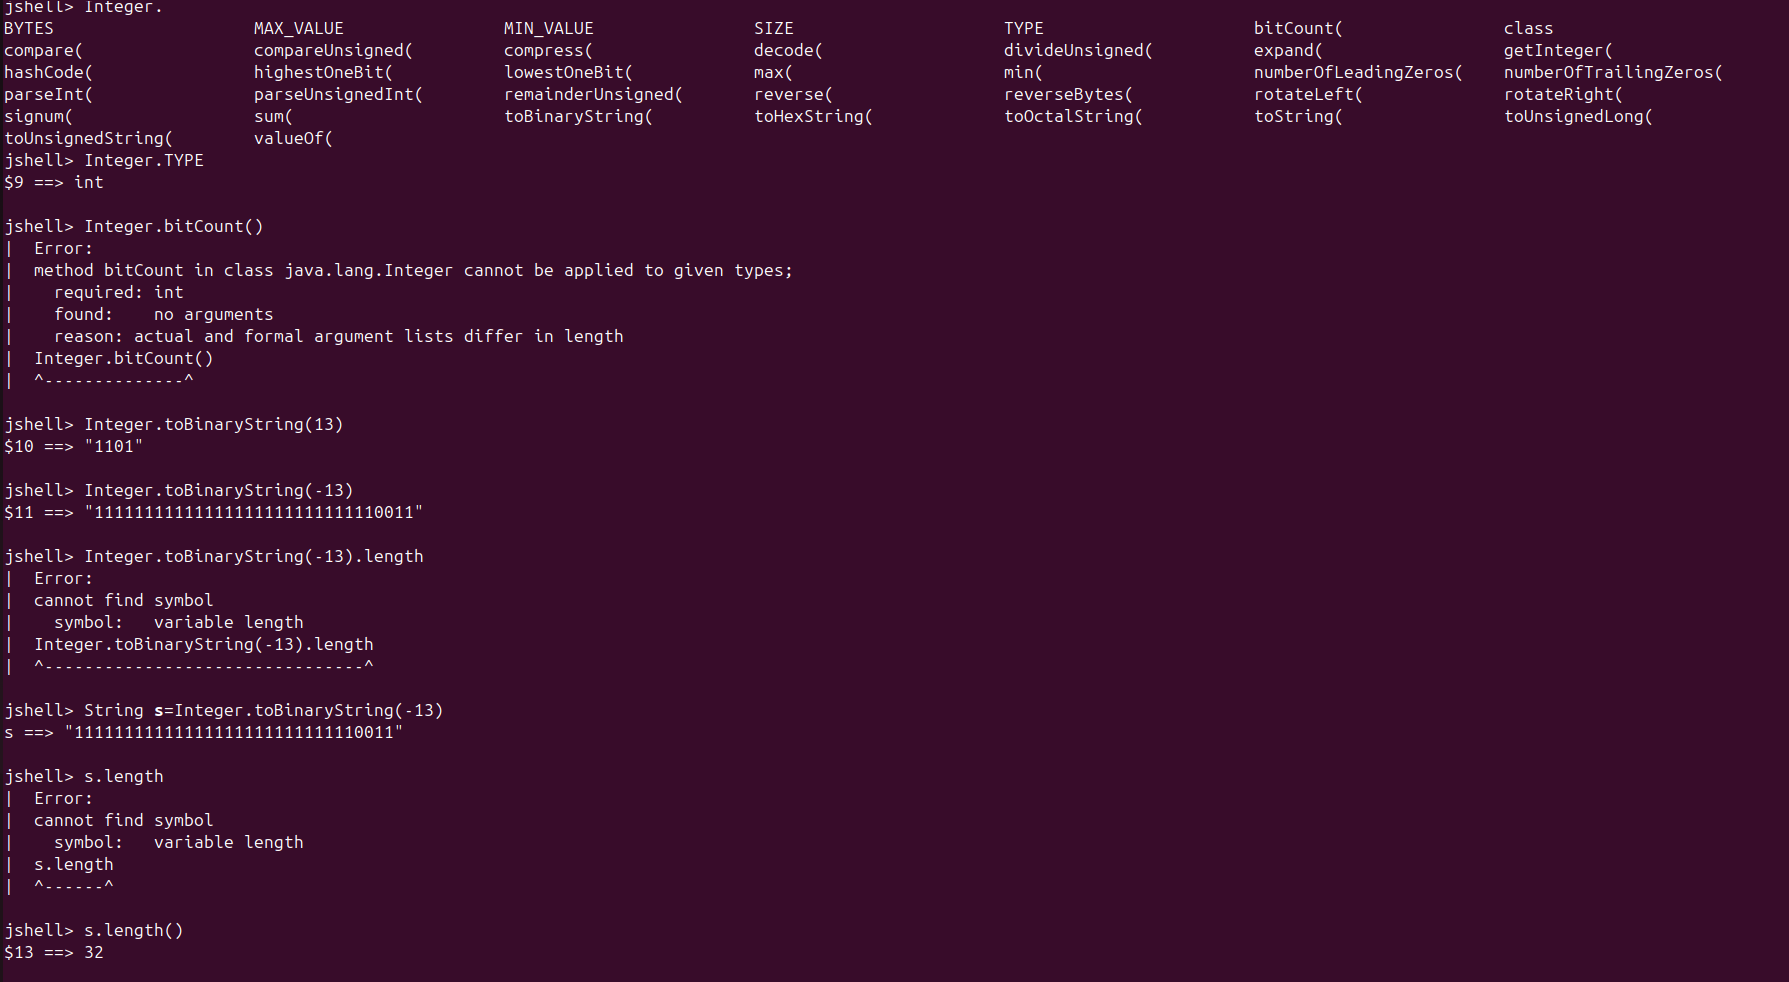 jshell> Integer.
BYTES MAX_VALUE MIN_VALUE SIZE TYPE bitCount( class
compare( compareUnsigned( compress( decode( divideUnsigned( expand( getInteger(
hashCode( highestOneBit( lowestOneBit( max( min( numberOfLeadingZeros( numberOfTrailingZeros(
parseInt( parseUnsignedInt( remainderUnsigned( reverse( reverseBytes( rotateLeft( rotateRight(
signum( sum( toBinaryString( toHexString( toOctalString( toString( toUnsignedLong(
toUnsignedString( valueOf(
jshell> Integer.TYPE
$9 ==> int
jshell> Integer.bitCount()
|  Error:
|  method bitCount in class java.lang.Integer cannot be applied to given types;
|    required: int
|    found:    no arguments
|    reason: actual and formal argument lists differ in length
|  Integer.bitCount()
|  ^--------------^
jshell> Integer.toBinaryString(13)
$10 ==> "1101"
jshell> Integer.toBinaryString(-13)
$11 ==> "11111111111111111111111111110011"
jshell> Integer.toBinaryString(-13).length
|  Error:
|  cannot find symbol
|    symbol:   variable length
|  Integer.toBinaryString(-13).length
|  ^--------------------------------^
jshell> String s=Integer.toBinaryString(-13)
s ==> "11111111111111111111111111110011"
jshell> s.length
|  Error:
|  cannot find symbol
|    symbol:   variable length
|  s.length
|  ^------^
jshell> s.length()
$13 ==> 32